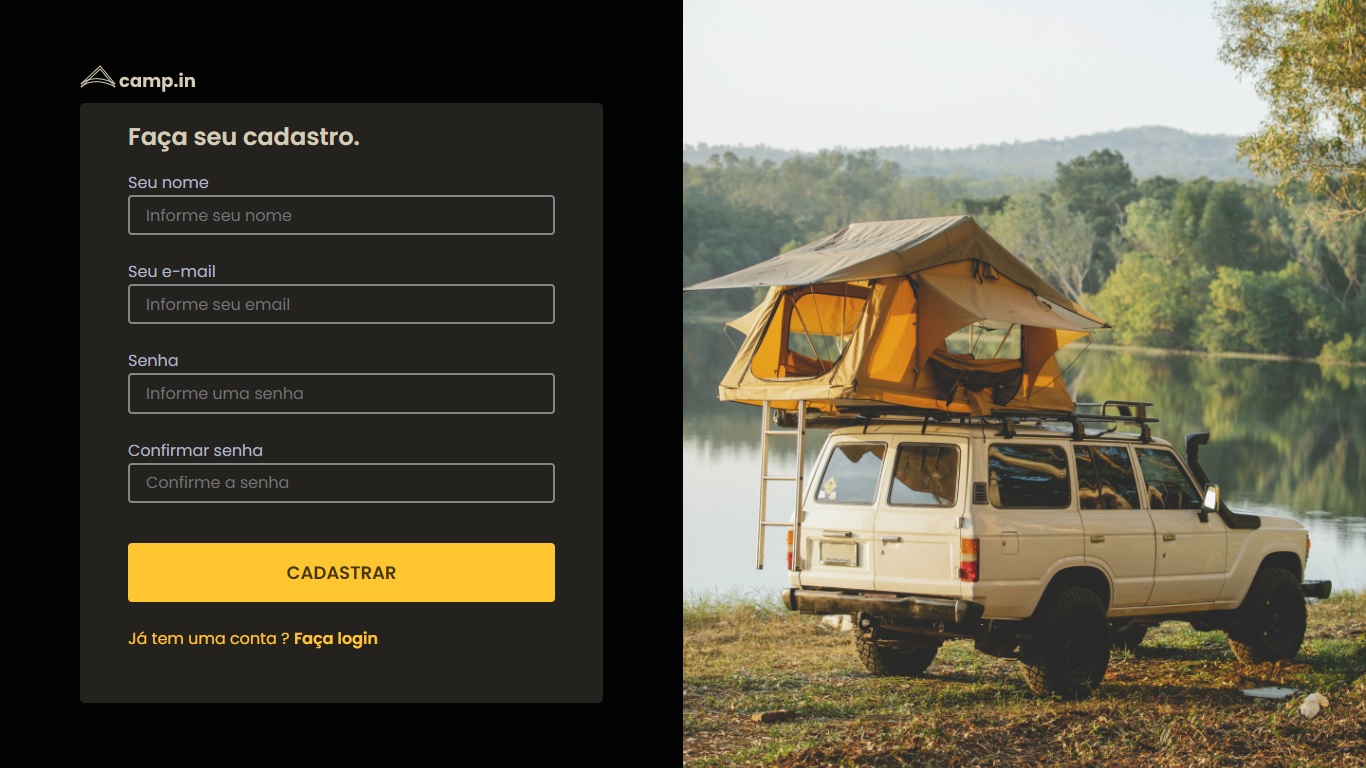 camp.in
Faça seu cadastro.
Seu nome
Informe seu nome
Seu e-mail
Informe seu email
Senha
Informe uma senha
Confirmar senha
Confirme a senha
CADASTRAR
Já tem uma conta ? Faça login